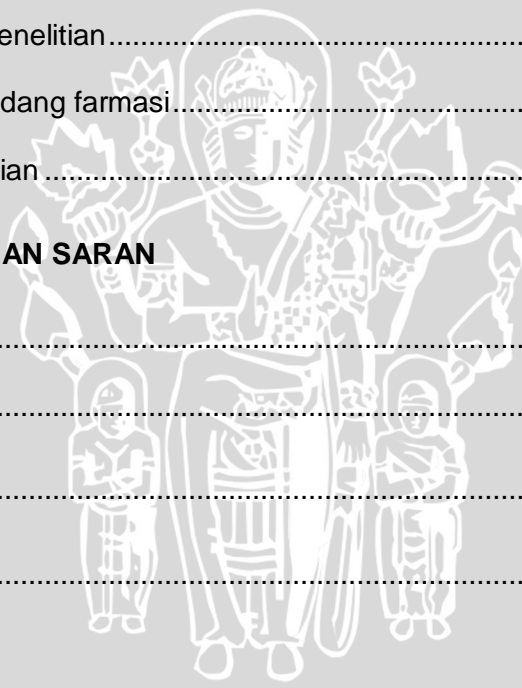 enelitian......................................................
dang farmasi..............................................
ian..............................................................
AN SARAN
....................................................................
....................................................................
....................................................................
....................................................................